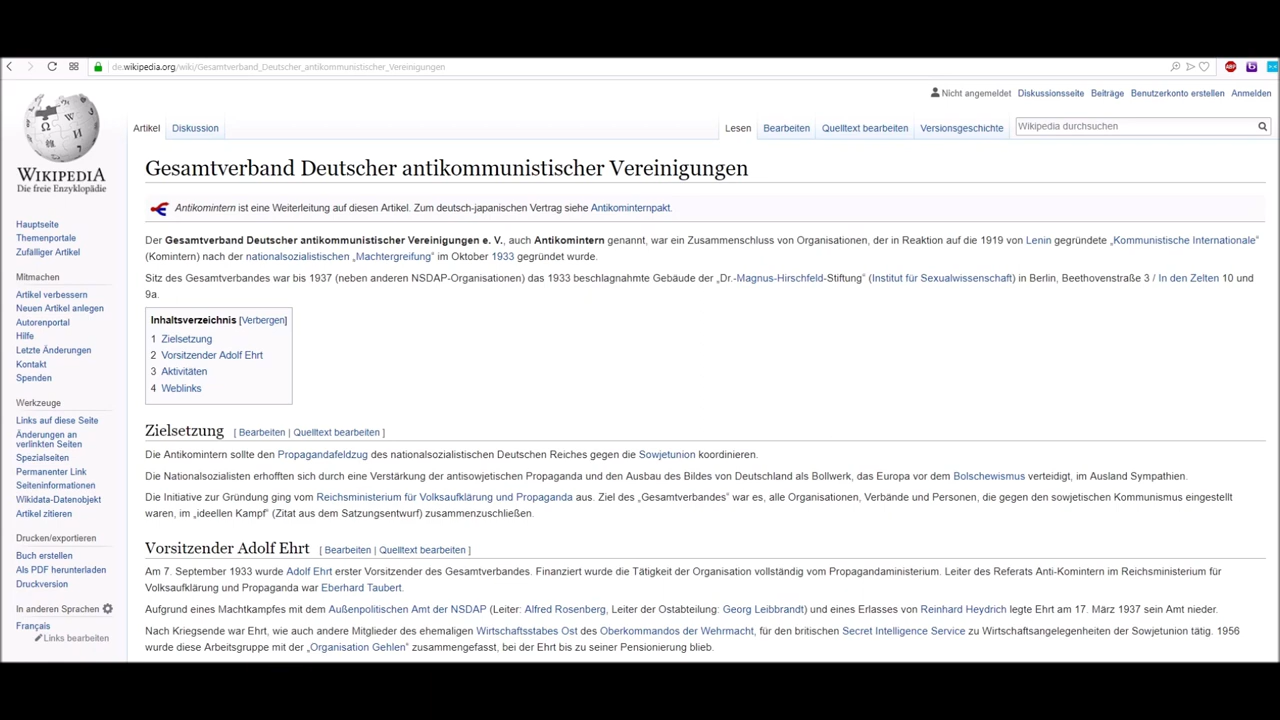 de.wikipedia.org/wiki/Gesamtverband_Deutscher_antikommunistischer_Vereinigungen
ABP
Nicht angemeldet Diskussionsseite Beiträge Benutzerkonto erstellen Anmelden
Artikel Diskussion Lesen Bearbeiten Quelltext bearbeiten Versionsgeschichte Wikipedia durchsuchen
WIKIPEDIA
Die freie Enzyklopädie
Hauptseite
Themenportale
Zufälliger Artikel
Mitmachen
Artikel verbessern
Neuen Artikel anlegen
Autorenportal
Hilfe
Letzte Änderungen
Kontakt
Spenden
Werkzeuge
Links auf diese Seite
Änderungen an
verlinkten Seiten
Spezialseiten
Permanenter Link
Seiteninformationen
Wikidata-Datenobjekt
Artikel zitieren
Drucken/exportieren
Buch erstellen
Als PDF herunterladen
Druckversion
In anderen Sprachen
Français
Links bearbeiten
Gesamtverband Deutscher antikommunistischer Vereinigungen
Antikomintern ist eine Weiterleitung auf diesen Artikel. Zum deutsch-japanischen Vertrag siehe Antikominternpakt.
Der Gesamtverband Deutscher antikommunistischer Vereinigungen e. V., auch Antikomintern genannt, war ein Zusammenschluss von Organisationen, der in Reaktion auf die 1919 von Lenin gegründete „Kommunistische Internationale“
(Komintern) nach der nationalsozialistischen „Machtergreifung“ im Oktober 1933 gegründet wurde.
Sitz des Gesamtverbandes war bis 1937 (neben anderen NSDAP-Organisationen) das 1933 beschlagnahmte Gebäude der „Dr.-Magnus-Hirschfeld-Stiftung“ (Institut für Sexualwissenschaft) in Berlin, Beethovenstraße 3 / In den Zelten 10 und
9a.
Inhaltsverzeichnis [Verbergen]
1 Zielsetzung
2 Vorsitzender Adolf Ehrt
3 Aktivitäten
4 Weblinks
Zielsetzung [ Bearbeiten | Quelltext bearbeiten ]
Die Antikomintern sollte den Propagandafeldzug des nationalsozialistischen Deutschen Reiches gegen die Sowjetunion koordinieren.
Die Nationalsozialisten erhofften sich durch eine Verstärkung der antisowjetischen Propaganda und den Ausbau des Bildes von Deutschland als Bollwerk, das Europa vor dem Bolschewismus verteidigt, im Ausland Sympathien.
Die Initiative zur Gründung ging vom Reichsministerium für Volksaufklärung und Propaganda aus. Ziel des „Gesamtverbandes“ war es, alle Organisationen, Verbände und Personen, die gegen den sowjetischen Kommunismus eingestellt
waren, im „ideellen Kampf“ (Zitat aus dem Satzungsentwurf) zusammenzuschließen.
Vorsitzender Adolf Ehrt [ Bearbeiten | Quelltext bearbeiten ]
Am 7. September 1933 wurde Adolf Ehrt erster Vorsitzender des Gesamtverbandes. Finanziert wurde die Tätigkeit der Organisation vollständig vom Propagandaministerium. Leiter des Referats Anti-Komintern im Reichsministerium für
Volksaufklärung und Propaganda war Eberhard Taubert.
Aufgrund eines Machtkampfes mit dem Außenpolitischen Amt der NSDAP (Leiter: Alfred Rosenberg, Leiter der Ostabteilung: Georg Leibbrandt) und eines Erlasses von Reinhard Heydrich legte Ehrt am 17. März 1937 sein Amt nieder.
Nach Kriegsende war Ehrt, wie auch andere Mitglieder des ehemaligen Wirtschaftsstabes Ost des Oberkommandos der Wehrmacht, für den britischen Secret Intelligence Service zu Wirtschaftsangelegenheiten der Sowjetunion tätig. 1956
wurde diese Arbeitsgruppe mit der „Organisation Gehlen“ zusammengefasst, bei der Ehrt bis zu seiner Pensionierung blieb.